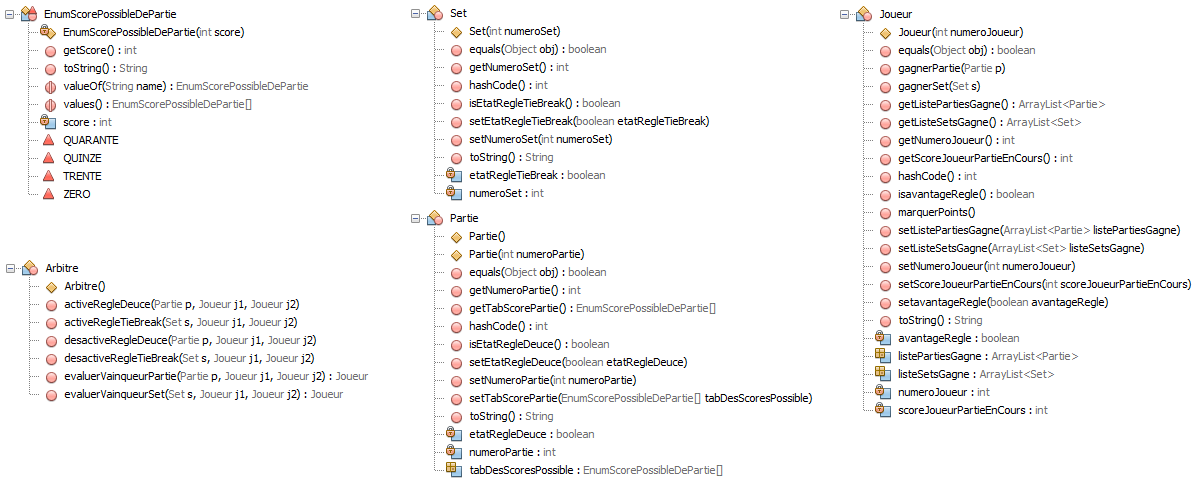 EnumScorePossibleDePartie
EnumScorePossibleDePartie(int score)
getScore() : int
toString() : String
valueOf(String name) : EnumScorePossibleDePartie
values() : EnumScorePossibleDePartie[]
score : int
QUARANTE
QUINZE
TRENTE
ZERO
Arbitre
Arbitre()
activeRegleDeuce(Partie p, Joueur j1, Joueur j2)
activeRegleTieBreak(Set s, Joueur j1, Joueur j2)
desactiveRegleDeuce(Partie p, Joueur j1, Joueur j2)
desactiveRegleTieBreak(Set s, Joueur j1, Joueur j2)
evaluerVainqueurPartie(Partie p, Joueur j1, Joueur j2) : Joueur
evaluerVainqueurSet(Set s, Joueur j1, Joueur j2) : Joueur
Set
Set(int numeroSet)
equals(Object obj) : boolean
getNumeroSet() : int
hashCode() : int
isEtatRegleTieBreak() : boolean
setEtatRegleTieBreak(boolean etatRegleTieBreak)
setNumeroSet(int numeroSet)
toString() : String
etatRegleTieBreak : boolean
numeroSet : int
Partie
Partie()
Partie(int numeroPartie)
equals(Object obj) : boolean
getNumeroPartie() : int
getTabScorePartie() : EnumScorePossibleDePartie[]
hashCode() : int
isEtatRegleDeuce() : boolean
setEtatRegleDeuce(boolean etatRegleDeuce)
setNumeroPartie(int numeroPartie)
setTabScorePartie(EnumScorePossibleDePartie[] tabDesScoresPossible)
toString() : String
etatRegleDeuce : boolean
numeroPartie : int
tabDesScoresPossible : EnumScorePossibleDePartie[]
Joueur
Joueur(int numeroJoueur)
equals(Object obj) : boolean
gagnerPartie(Partie p)
gagnerSet(Set s)
getListePartiesGagne() : ArrayList<Partie>
getListeSetsGagne() : ArrayList<Set>
getNumeroJoueur() : int
getScoreJoueurPartieEnCours() : int
hashCode() : int
isavantageRegle() : boolean
marquerPoints()
setListePartiesGagne(ArrayList<Partie> listePartiesGagne)
setListeSetsGagne(ArrayList<Set> listeSetsGagne)
setNumeroJoueur(int numeroJoueur)
setScoreJoueurPartieEnCours(int scoreJoueurPartieEnCours)
setavantageRegle(boolean avantageRegle)
toString() : String
avantageRegle : boolean
listePartiesGagne : ArrayList<Partie>
listeSetsGagne : ArrayList<Set>
numeroJoueur : int
scoreJoueurPartieEnCours : int